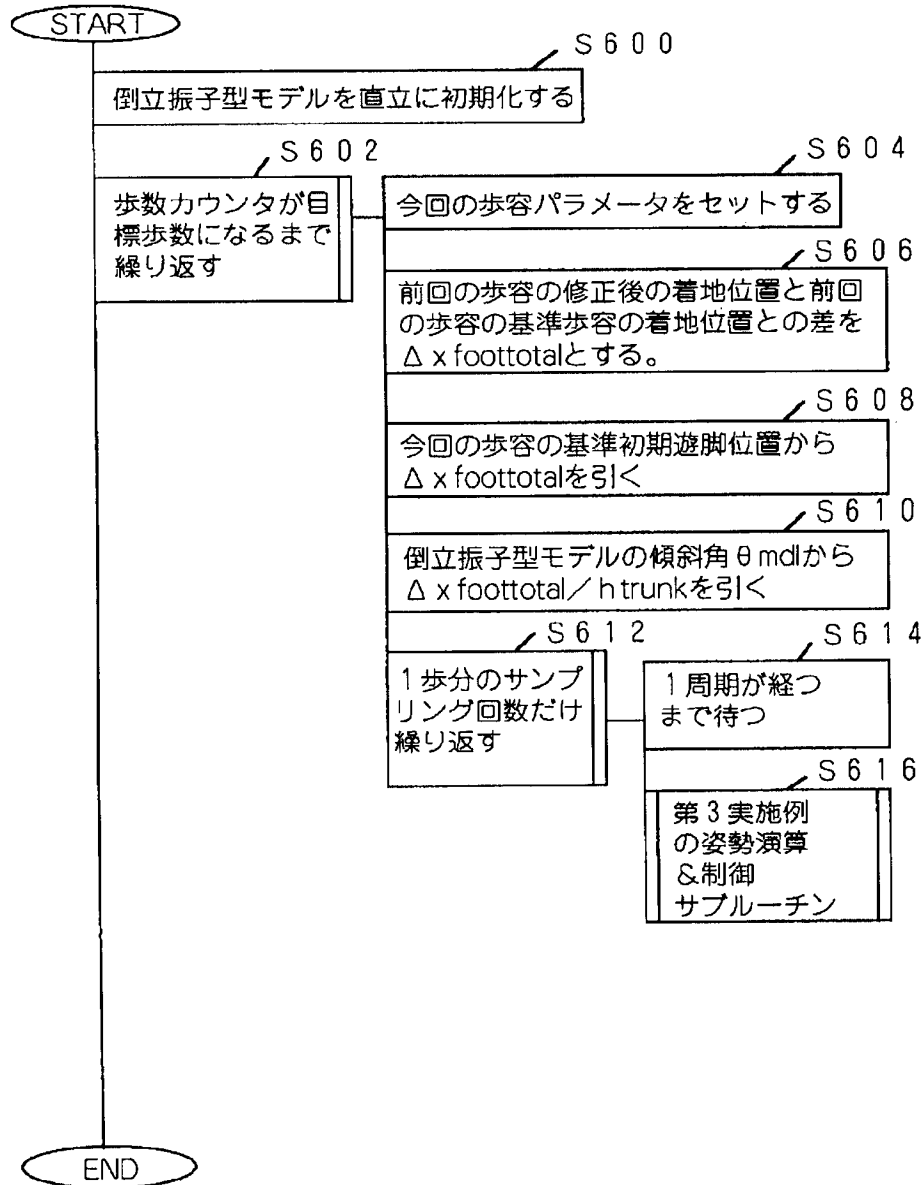 START
S600
倒立振子型モデルを直立に初期化する
S602
歩数カウンタが目
標歩数になるまで
繰り返す
S604
今回の歩容パラメータをセットする
S606
前回の歩容の修正後の着地位置と前回
の歩容の基準歩容の着地位置との差を
Δxfoottotalとする。
S608
今回の歩容の基準初期遊脚位置から
Δxfoottotalを引く
S610
倒立振子型モデルの傾斜角θmdlから
Δxfoottotal／htrunkを引く
S612
1歩分のサンプ
リング回数だけ
繰り返す
S614
1周期が経つ
まで待つ
S616
第3実施例
の姿勢演算
&制御
サブルーチン
END